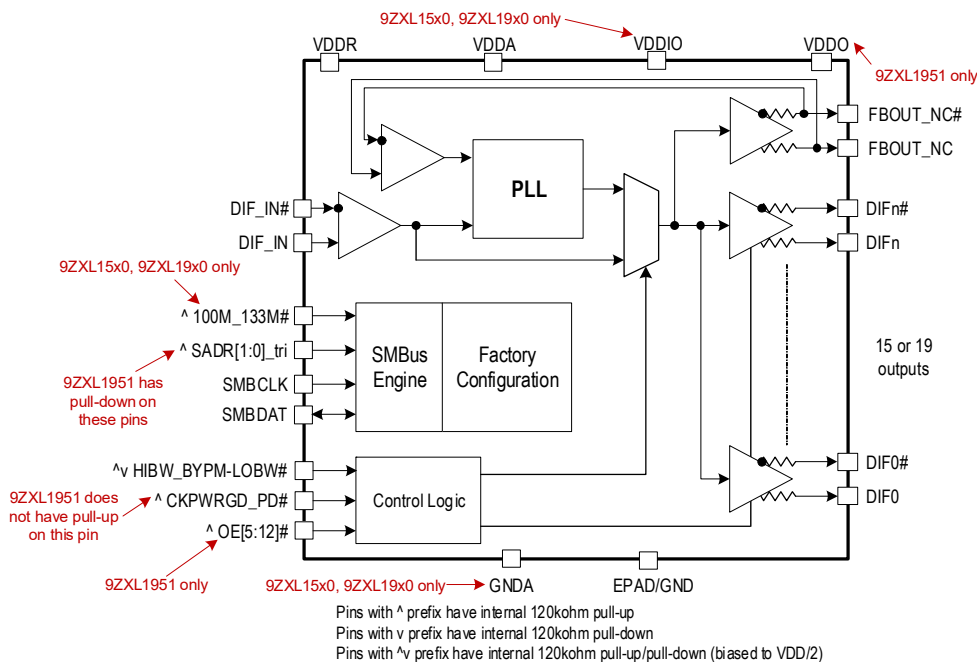 9ZXL15x0, 9ZXL19x0 only
VDDR
VDDA
VDDIO
VDDO
9ZXL1951 only
FBOUT_NC#
FBOUT_NC
PLL
DIF_IN#
DIF_IN
DIFn#
DIFn
9ZXL15x0, 9ZXL19x0 only
^ 100M_133M#
^ SADR[1:0]_tri
SMBCLK
SMBDAT
9ZXL1951 has
pull-down on
these pins
SMBus
Engine
Factory
Configuration
15 or 19
outputs
^v HIBW_BYPM-LOBW#
^ CKPWRGD_PD#
^ OE[5:12]#
9ZXL1951 does
not have pull-up
on this pin
9ZXL1951 only
Control Logic
DIF0#
DIF0
9ZXL15x0, 9ZXL19x0 only
GNDA
EPAD/GND
Pins with ^ prefix have internal 120kohm pull-up
Pins with v prefix have internal 120kohm pull-down
Pins with ^v prefix have internal 120kohm pull-up/pull-down (biased to VDD/2)